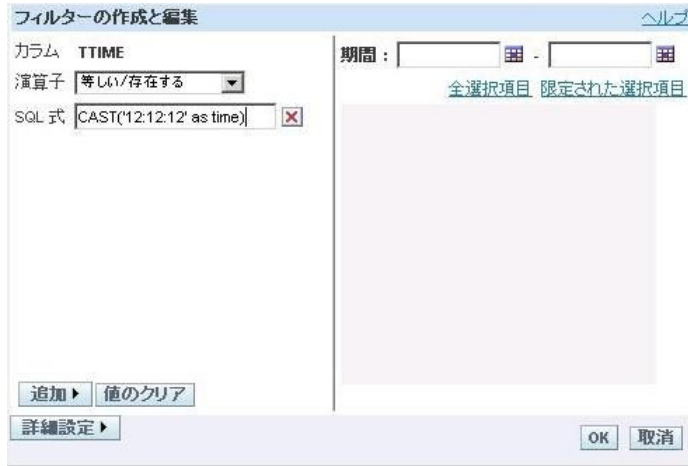 フィルターの作成と編集 ヘルプ
カラム TTIME
演算子 等しい/存在する
SQL 式 CAST('12:12:12' as time)
期間 : -
全選択項目 限定された選択項目
追加 値のクリア
詳細設定
OK 取消